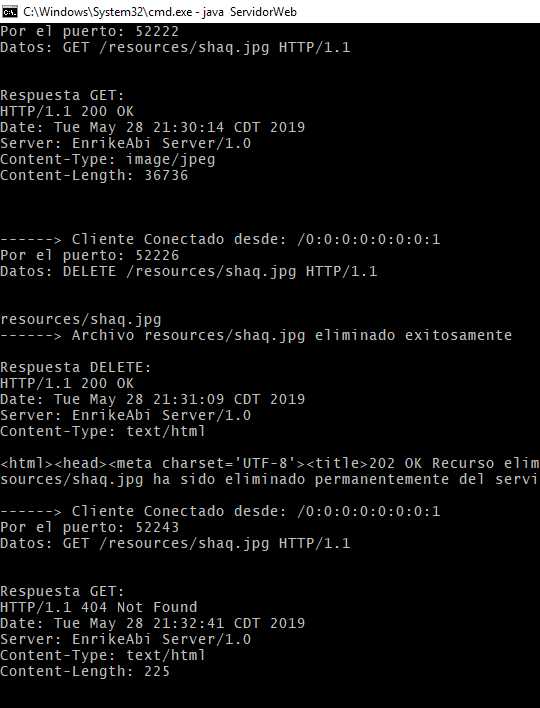 C:\Windows\System32\cmd.exe - java ServidorWeb
Por el puerto: 52222
Datos: GET /resources/shaq.jpg HTTP/1.1
Respuesta GET:
HTTP/1.1 200 OK
Date: Tue May 28 21:30:14 CDT 2019
Server: EnrikeAbi Server/1.0
Content-Type: image/jpeg
Content-Length: 36736
------> Cliente Conectado desde: /0:0:0:0:0:0:0:1
Por el puerto: 52226
Datos: DELETE /resources/shaq.jpg HTTP/1.1
resources/shaq.jpg
------> Archivo resources/shaq.jpg eliminado exitosamente
Respuesta DELETE:
HTTP/1.1 200 OK
Date: Tue May 28 21:31:09 CDT 2019
Server: EnrikeAbi Server/1.0
Content-Type: text/html
<html><head><meta charset='UTF-8'><title>202 OK Recurso elim
sources/shaq.jpg ha sido eliminado permanentemente del servi
------> Cliente Conectado desde: /0:0:0:0:0:0:0:1
Por el puerto: 52243
Datos: GET /resources/shaq.jpg HTTP/1.1
Respuesta GET:
HTTP/1.1 404 Not Found
Date: Tue May 28 21:32:41 CDT 2019
Server: EnrikeAbi Server/1.0
Content-Type: text/html
Content-Length: 225